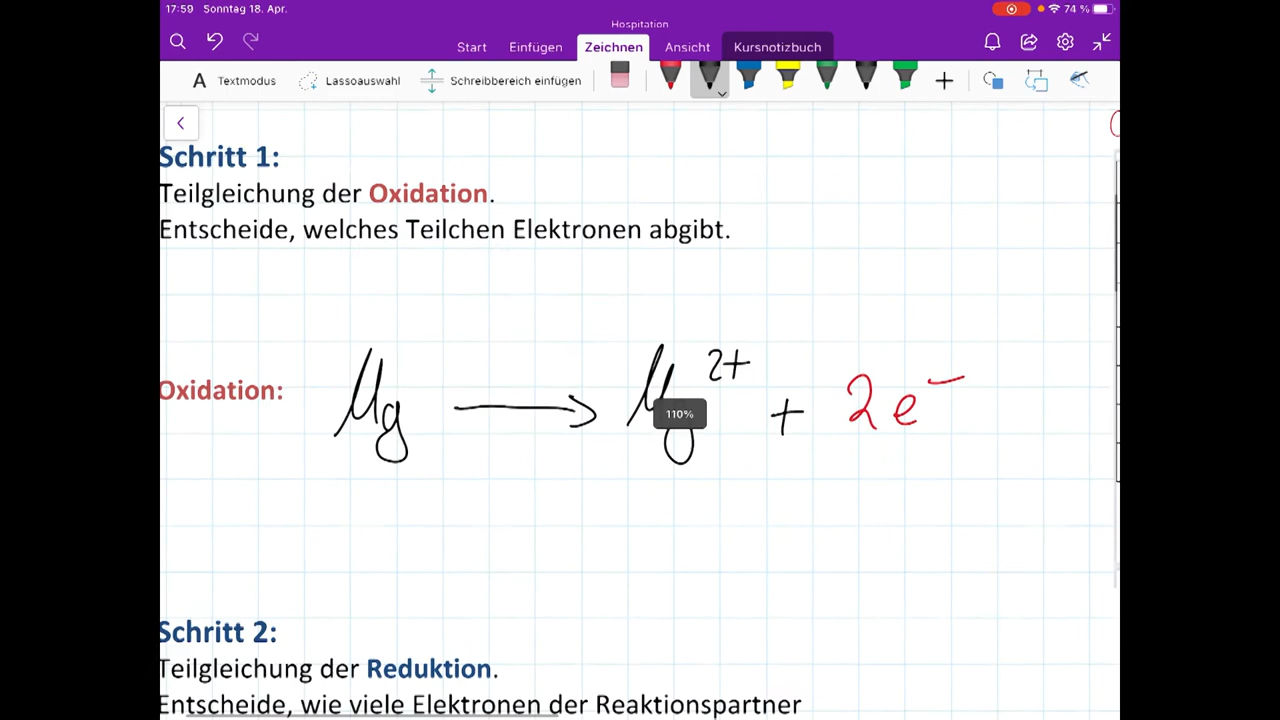 17:59 Sonntag 18. Apr. 74 %
Hospitation
Start Einfügen Zeichnen Ansicht Kursnotizbuch
A Textmodus Lassoauswahl Schreibbereich einfügen
Schritt 1:
Teilgleichung der Oxidation.
Entscheide, welches Teilchen Elektronen abgibt.
Oxidation: Mg → Mg²⁺ + 2e⁻
110%
Schritt 2:
Teilgleichung der Reduktion.
Entscheide, wie viele Elektronen der Reaktionspartner